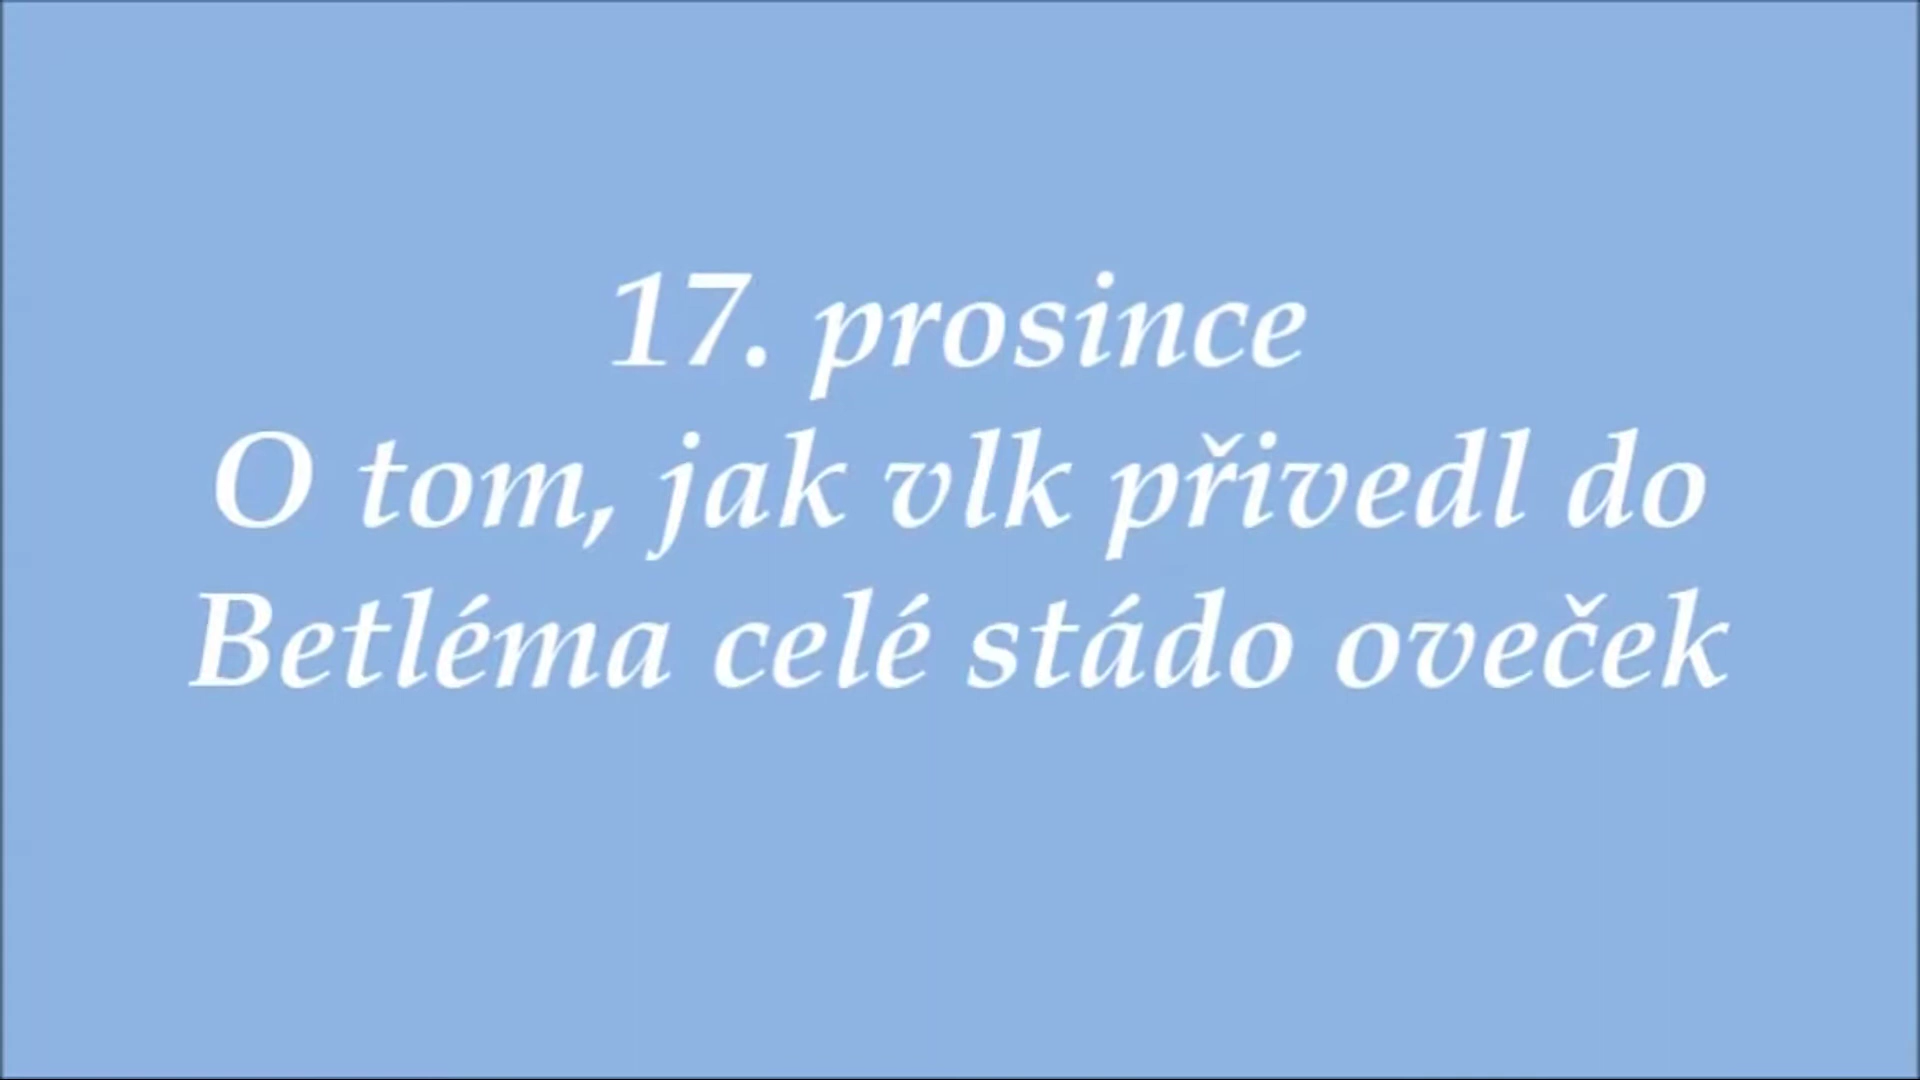 17. prosince
O tom, jak vlk přivedl do
Betléma celé stádo oveček